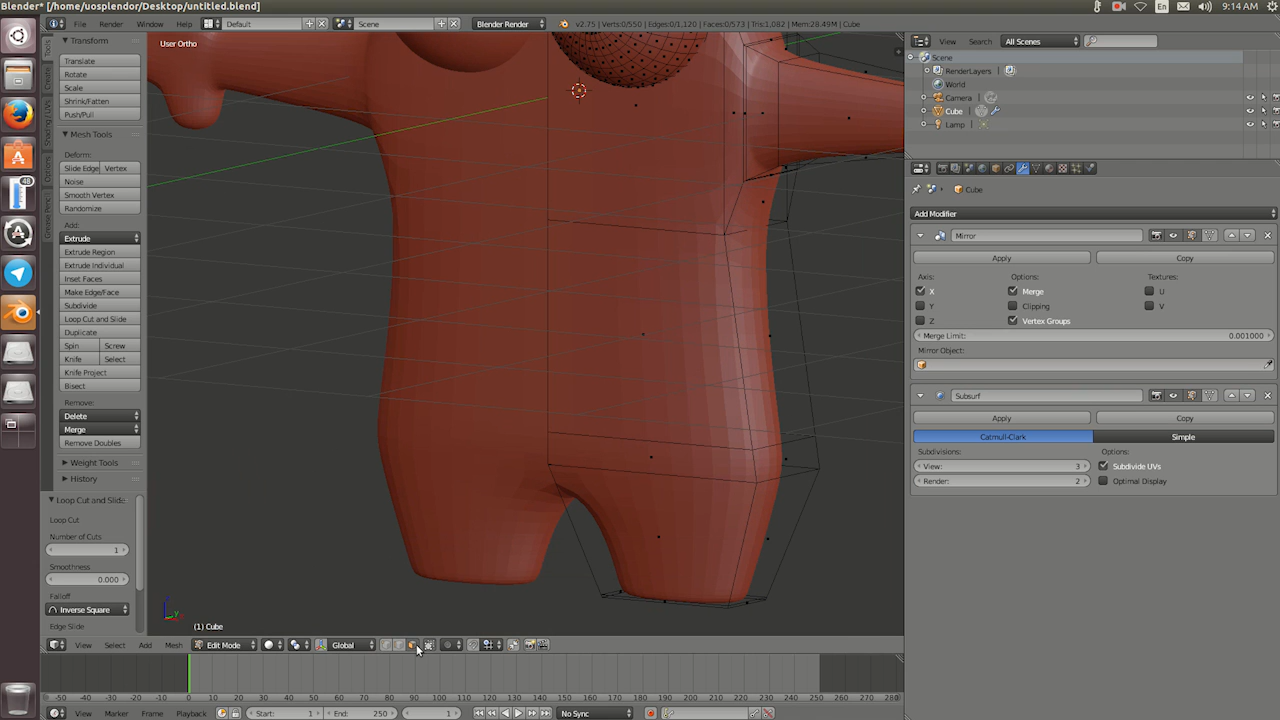 Blender* [/home/uosplendor/Desktop/untitled.blend]
En
9:14 AM
File Render Window Help
Default
Scene
Blender Render
v2.75 | Verts:0/550 | Edges:0/1,120 | Faces:0/573 | Tris:1,082 | Mem:28.49M | Cube
Tools
Create
Shading / UVs
Options
Grease Pencil
Transform
Translate
Rotate
Scale
Shrink/Fatten
Push/Pull
Mesh Tools
Deform:
Slide Edge Vertex
Noise
Smooth Vertex
Randomize
Add:
Extrude
Extrude Region
Extrude Individual
Inset Faces
Make Edge/Face
Subdivide
Loop Cut and Slide
Duplicate
Spin Screw
Knife Select
Knife Project
Bisect
Remove:
Delete
Merge
Remove Doubles
Weight Tools
History
Loop Cut and Slide
Loop Cut
Number of Cuts
1
Smoothness
0.000
Falloff
Inverse Square
Edge Slide
User Ortho
(1) Cube
View Select Add Mesh
Edit Mode
Global
-50 -40 -30 -20 -10 0 10 20 30 40 50 60 70 80 90 100 110 120 130 140 150 160 170 180 190 200 210 220 230 240 250 260 270 280
View Marker Frame Playback
Start: 1
End: 250
1
No Sync
View Search
All Scenes
Scene
RenderLayers
World
Camera
Cube
Lamp
Cube
Add Modifier
Mirror
Apply Copy
Axis: Options: Textures:
X Merge U
Y Clipping V
Z Vertex Groups
Merge Limit: 0.001000
Mirror Object:
Subsurf
Apply Copy
Catmull-Clark Simple
Subdivisions: Options:
View: 3 Subdivide UVs
Render: 2 Optimal Display